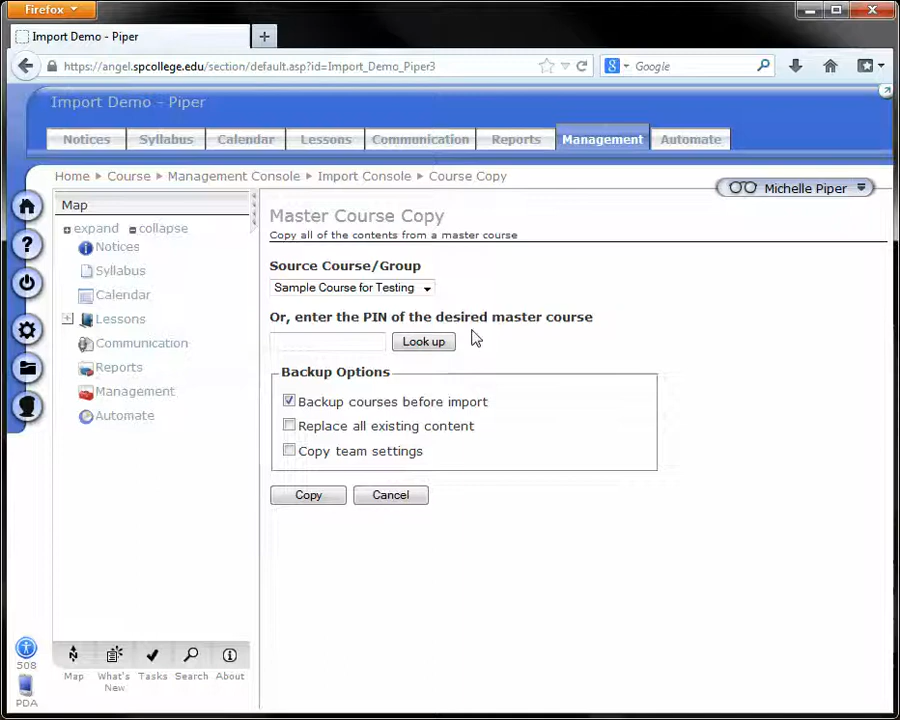 Firefox
Import Demo - Piper
https://angel.spcollege.edu/section/default.asp?id=Import_Demo_Piper3
Google
Import Demo - Piper
Notices
Syllabus
Calendar
Lessons
Communication
Reports
Management
Automate
Home
Course
Management Console
Import Console
Course Copy
Michelle Piper
Map
expand
collapse
Notices
Syllabus
Calendar
Lessons
Communication
Reports
Management
Automate
Master Course Copy
Copy all of the contents from a master course
Source Course/Group
Sample Course for Testing
Or, enter the PIN of the desired master course
Look up
Backup Options
Backup courses before import
Replace all existing content
Copy team settings
Copy
Cancel
508
PDA
Map
What's
New
Tasks
Search
About